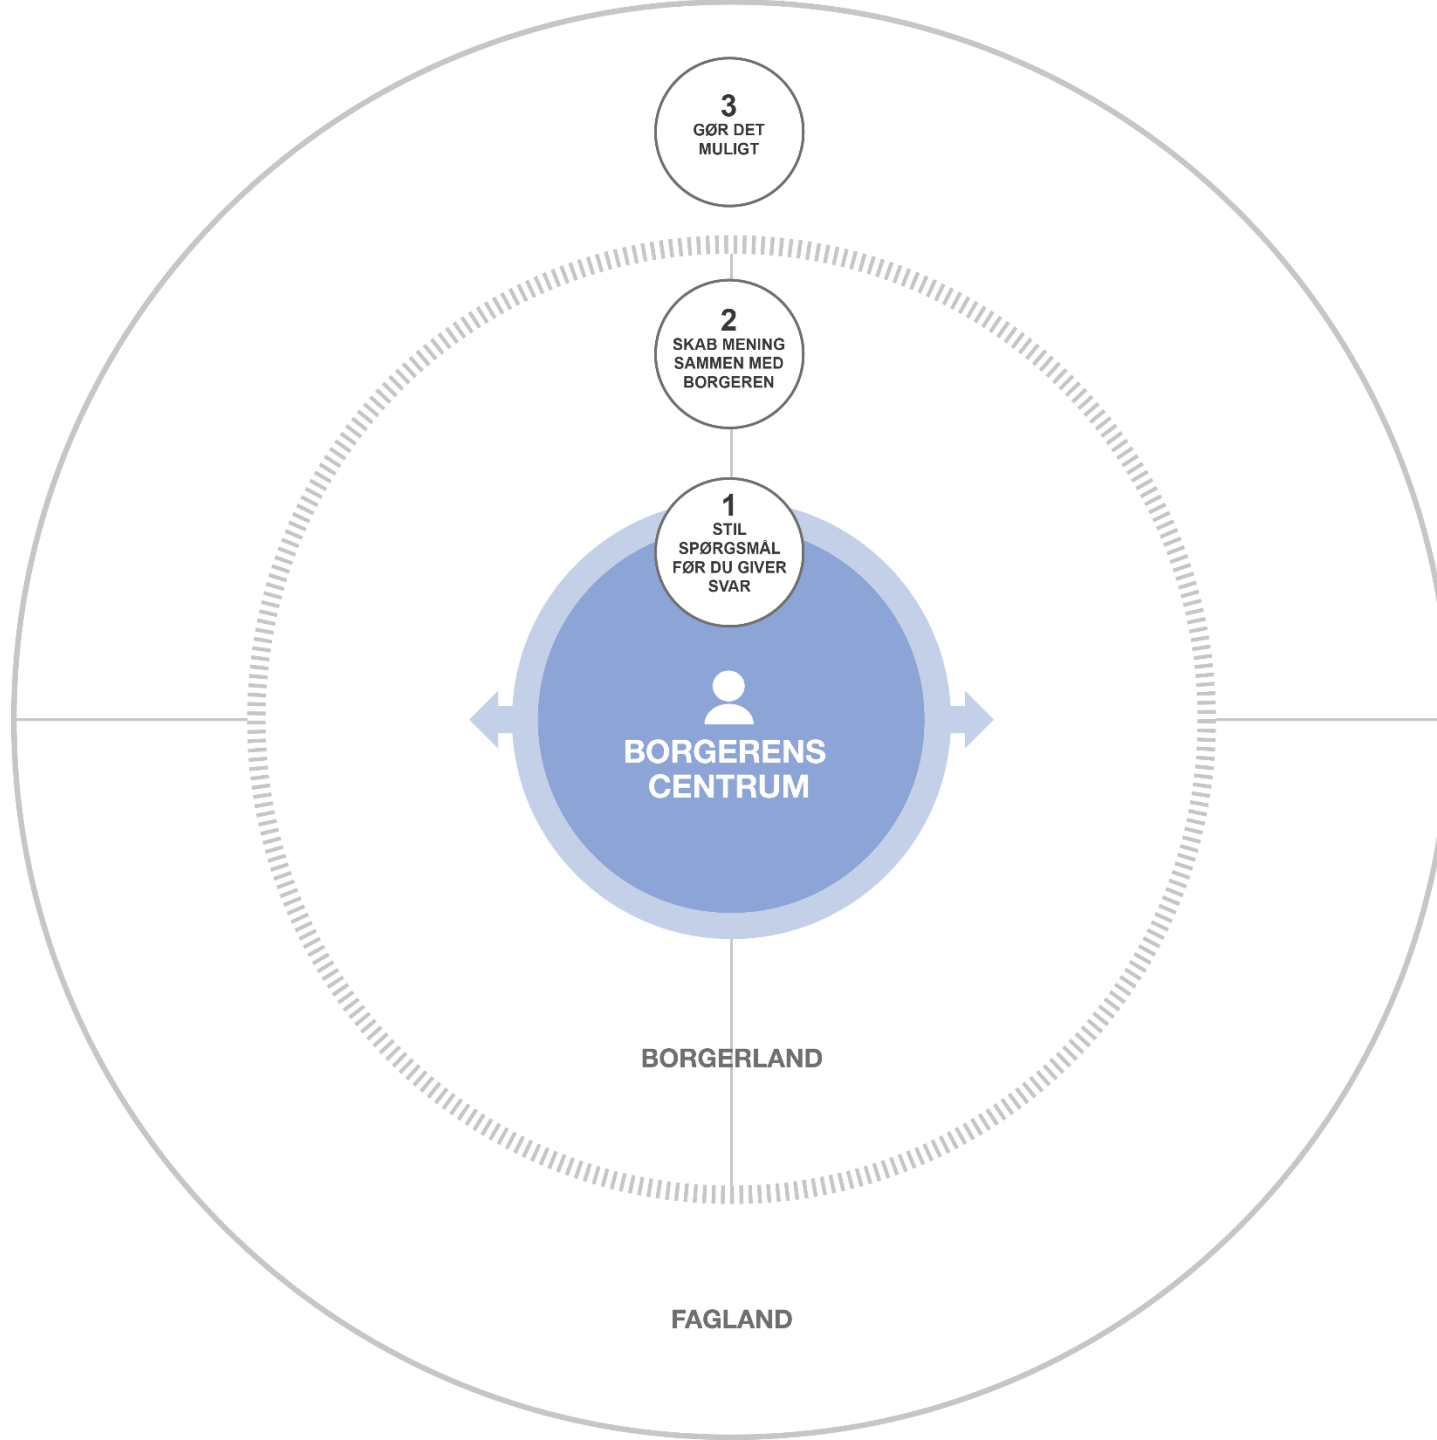 3
GØR DET
MULIGT
2
SKAB MENING
SAMMEN MED
BORGEREN
1
STIL
SPØRGSMÅL
FØR DU GIVER
SVAR
BORGERENS
CENTRUM
BORGERLAND
FAGLAND